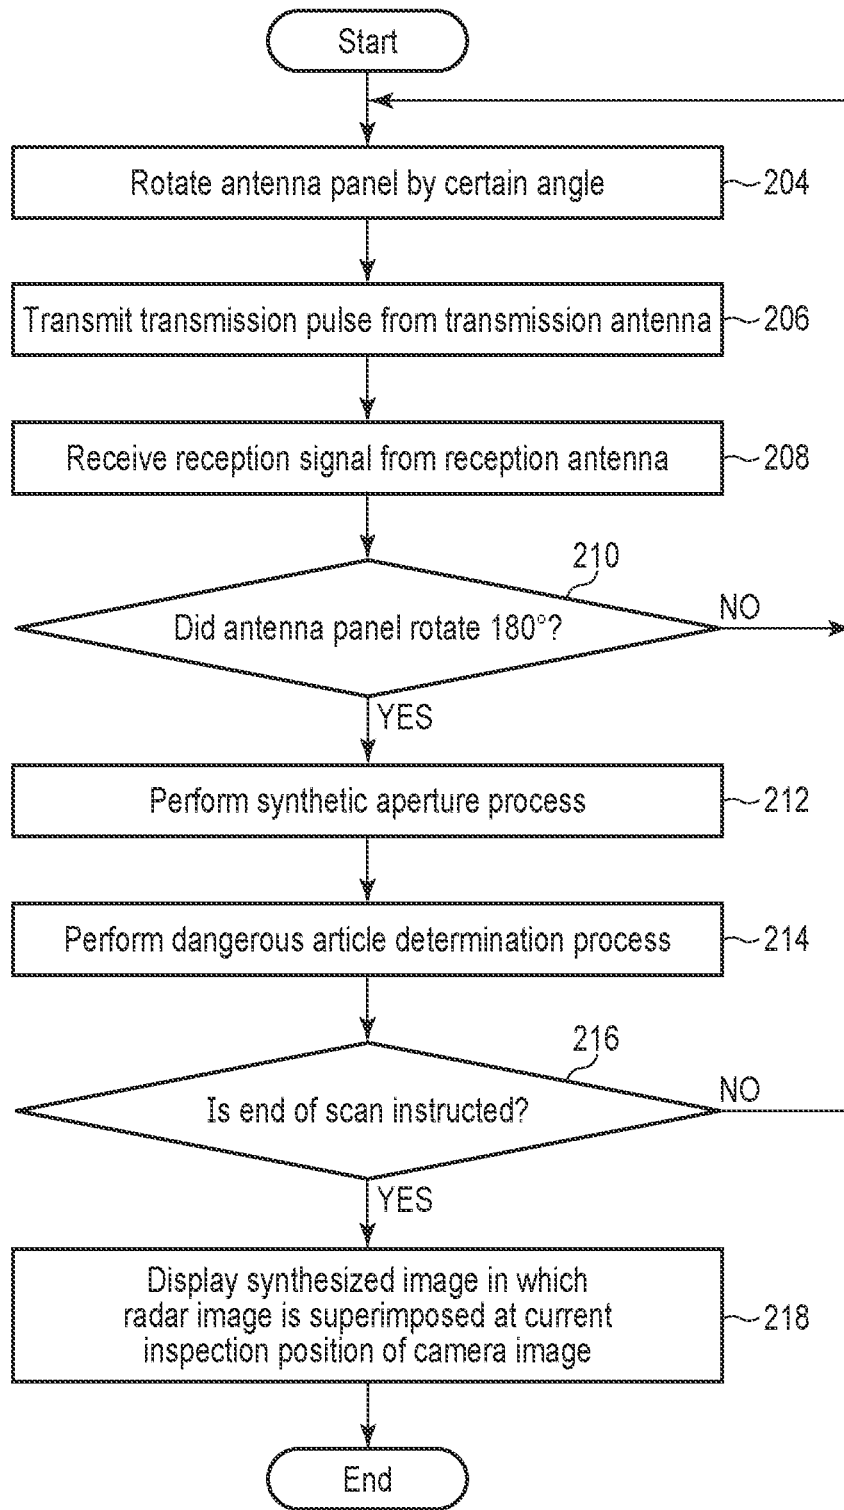 Start
Rotate antenna panel by certain angle
204
Transmit transmission pulse from transmission antenna
206
Receive reception signal from reception antenna
208
210
Did antenna panel rotate 180°?
NO
YES
Perform synthetic aperture process
212
Perform dangerous article determination process
214
216
Is end of scan instructed?
NO
YES
Display synthesized image in which
radar image is superimposed at current
inspection position of camera image
218
End